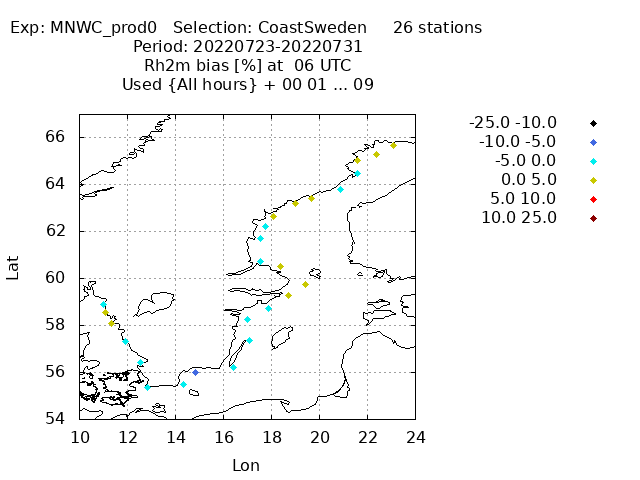 Exp: MNWC_prod0   Selection: CoastSweden     26 stations
Period: 20220723-20220731
Rh2m bias [%] at  06 UTC
Used {All hours} + 00 01 ... 09
-25.0 -10.0
-10.0 -5.0
-5.0 0.0
0.0 5.0
5.0 10.0
10.0 25.0
66
64
62
60
58
56
54
Lat
10 12 14 16 18 20 22 24
Lon